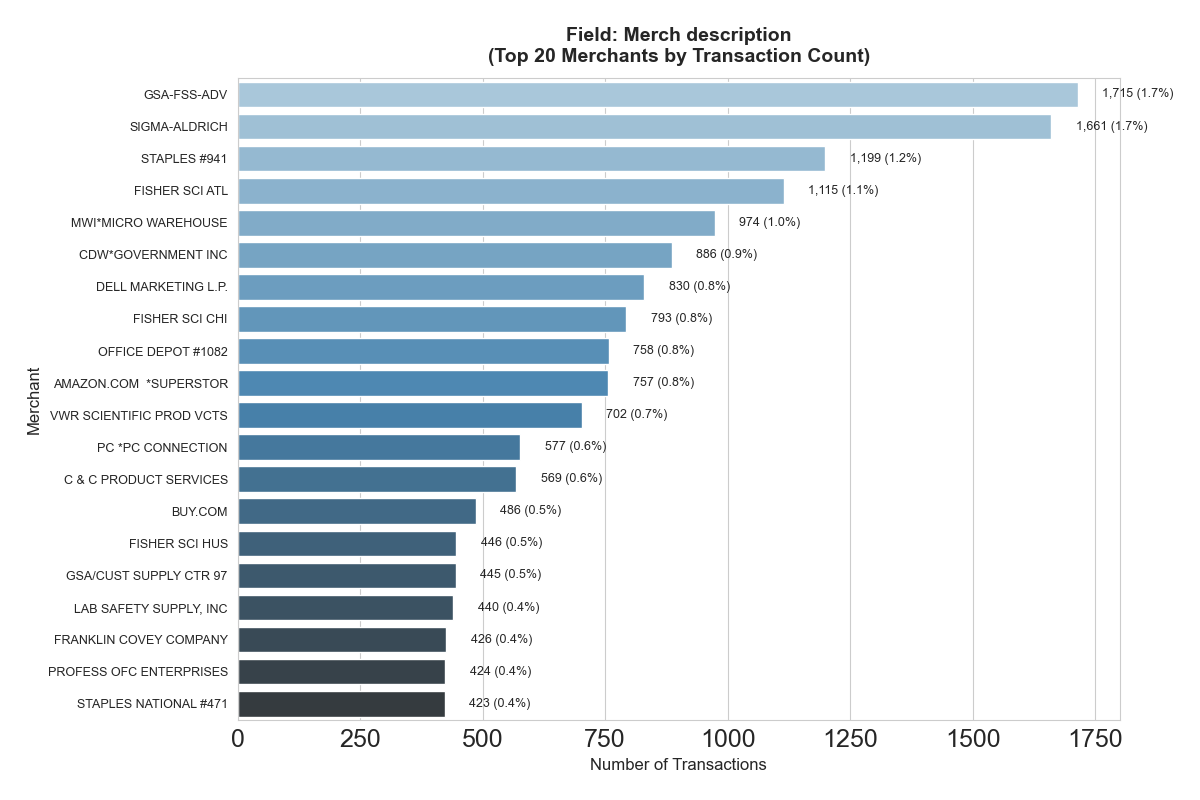 Field: Merch description
(Top 20 Merchants by Transaction Count)
GSA-FSS-ADV 1,715 (1.7%)
SIGMA-ALDRICH 1,661 (1.7%)
STAPLES #941 1,199 (1.2%)
FISHER SCI ATL 1,115 (1.1%)
MWI*MICRO WAREHOUSE 974 (1.0%)
CDW*GOVERNMENT INC 886 (0.9%)
DELL MARKETING L.P. 830 (0.8%)
FISHER SCI CHI 793 (0.8%)
OFFICE DEPOT #1082 758 (0.8%)
AMAZON.COM  *SUPERSTOR 757 (0.8%)
VWR SCIENTIFIC PROD VCTS 702 (0.7%)
PC *PC CONNECTION 577 (0.6%)
C & C PRODUCT SERVICES 569 (0.6%)
BUY.COM 486 (0.5%)
FISHER SCI HUS 446 (0.5%)
GSA/CUST SUPPLY CTR 97 445 (0.5%)
LAB SAFETY SUPPLY, INC 440 (0.4%)
FRANKLIN COVEY COMPANY 426 (0.4%)
PROFESS OFC ENTERPRISES 424 (0.4%)
STAPLES NATIONAL #471 423 (0.4%)
Merchant
0 250 500 750 1000 1250 1500 1750
Number of Transactions